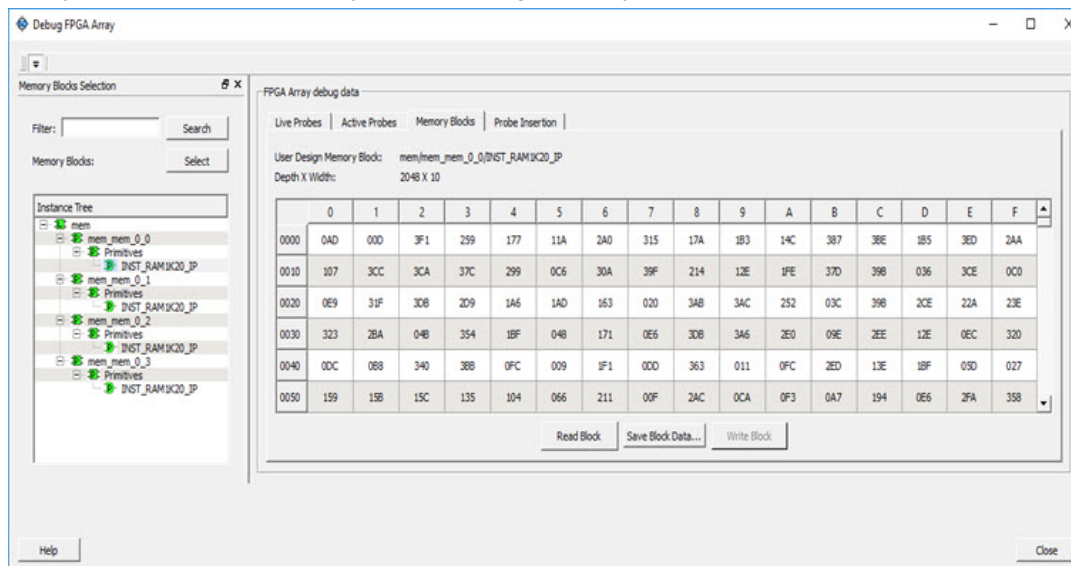 Debug FPGA Array
Memory Blocks Selection
Filter:
Search
Memory Blocks:
Select
Instance Tree
mem
mem_mem_0_0
Primitives
INST_RAM1K20_IP
mem_mem_0_1
Primitives
INST_RAM1K20_IP
mem_mem_0_2
Primitives
INST_RAM1K20_IP
mem_mem_0_3
Primitives
INST_RAM1K20_IP
FPGA Array debug data
Live Probes Active Probes Memory Blocks Probe Insertion
User Design Memory Block: mem/mem_mem_0_0/INST_RAM1K20_IP
Depth X Width: 2048 X 10
0 1 2 3 4 5 6 7 8 9 A B C D E F
0000 0AD 00D 3F1 259 177 11A 2A0 315 17A 1B3 14C 387 3BE 1B5 3ED 2AA
0010 107 3CC 3CA 37C 299 0C6 30A 39F 214 12E 1FE 37D 398 036 3CE 0C0
0020 0E9 31F 3DB 2D9 1A6 1AD 163 020 3AB 3AC 252 03C 398 2CE 22A 23E
0030 323 2BA 04B 354 1BF 048 171 0E6 3DB 3A6 2E0 09E 2EE 12E 0EC 320
0040 0DC 0B8 340 3BB 0FC 009 1F1 0DD 363 011 0FC 2ED 13E 1BF 05D 027
0050 159 15B 15C 135 104 066 211 00F 2AC 0CA 0F3 0A7 194 0E6 2FA 358
Read Block Save Block Data... Write Block
Help
Close